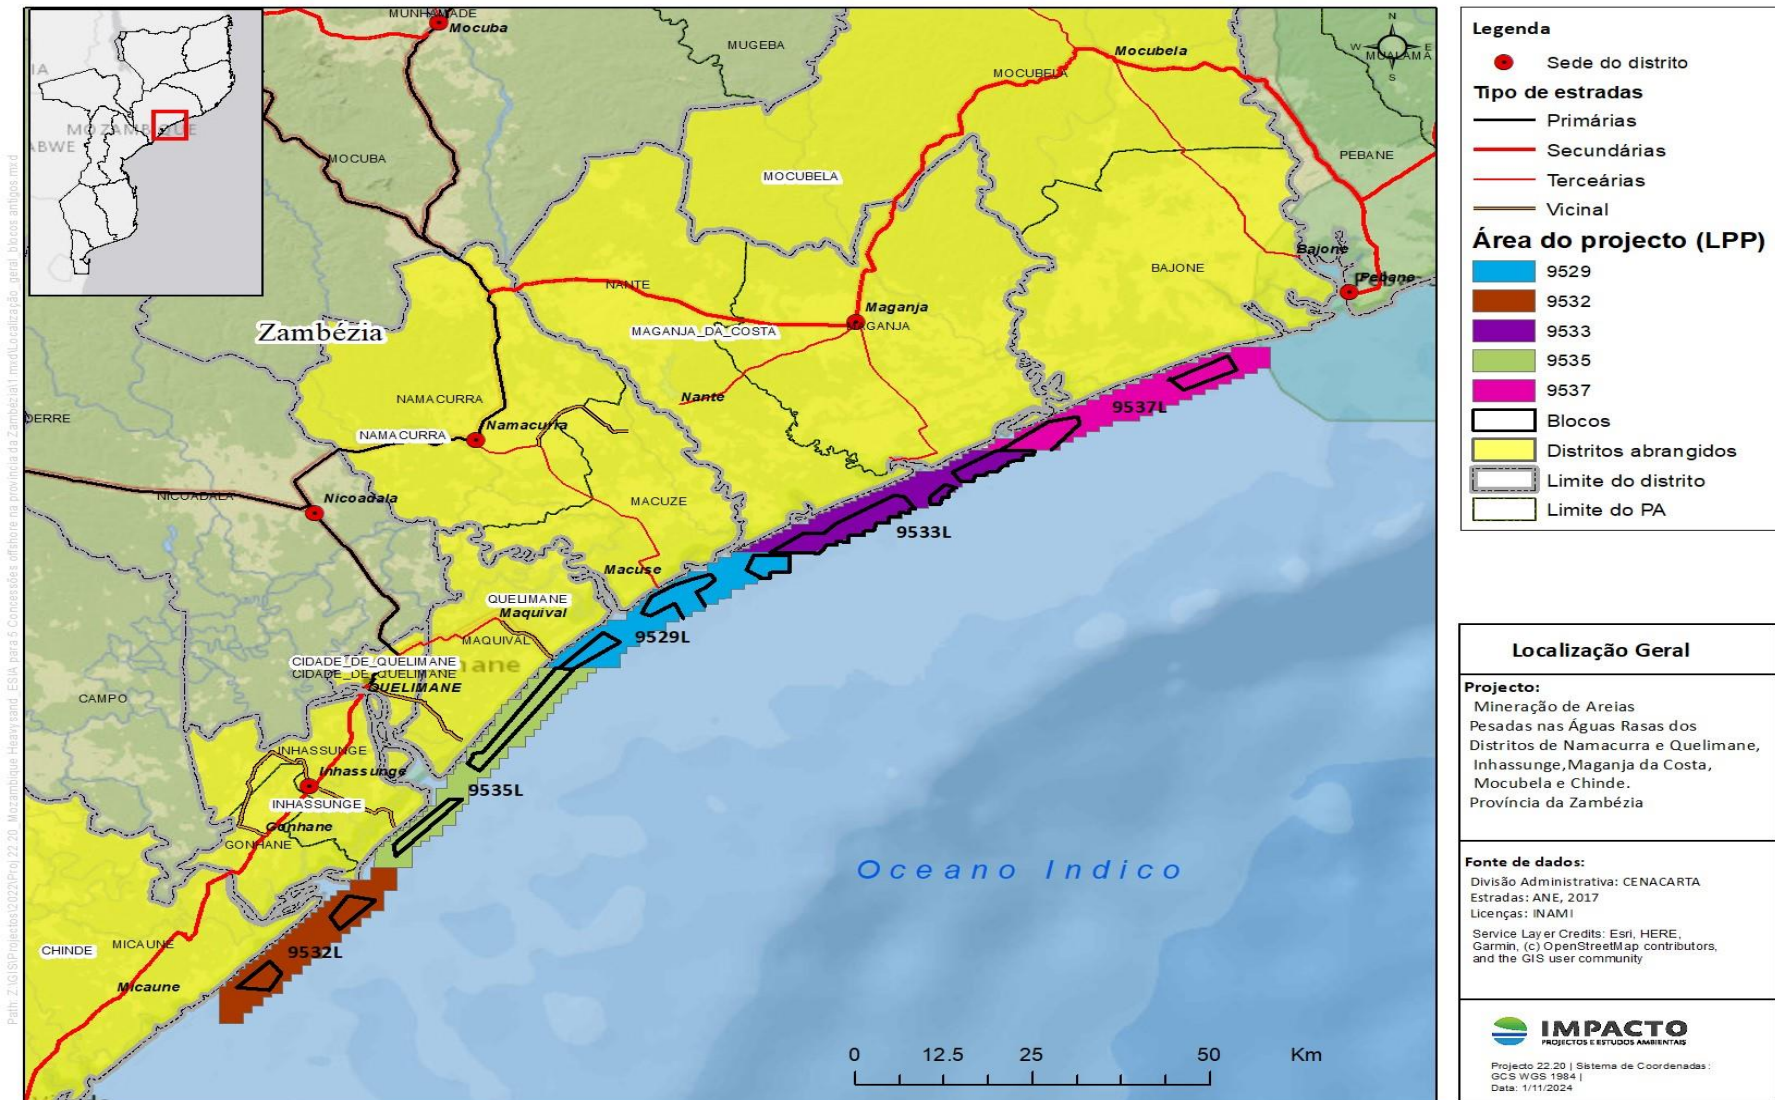 MUNHAMADE
Mocuba
MUGEBA
Mocubela
MOCUBELA
MOZAMBIQUE
MOCUBA
MOCUBELA
PEBANE
Bajone
BAJONE
Pebane
NANTE
Zambézia
Maganja
MAGANJA_DA_COSTA
MAGANJA
Nante
NAMACURRA
9537L
DERRE
Namacurra
NAMACURRA
NICOADALA
Nicoadala
MACUZE
9533L
Macuse
QUELIMANE
Maquival
MAQUIVAL
9529L
CIDADE_DE_QUELIMANE
CIDADE_DE_QUELIMANE
QUELIMANE
CAMPO
INHASSUNGE
Inhassunge
9535L
INHASSUNGE
Gonhane
GONHANE
Oceano Indico
CHINDE
MICAUNE
9532L
Micaune
0 12.5 25 50 Km
Legenda
N
W E
S
MUALAMA
Sede do distrito
Tipo de estradas
Primárias
Secundárias
Terceárias
Vicinal
Área do projecto (LPP)
9529
9532
9533
9535
9537
Blocos
Distritos abrangidos
Limite do distrito
Limite do PA
Localização Geral
Projecto:
Mineração de Areias
Pesadas nas Águas Rasas dos
Distritos de Namacurra e Quelimane,
Inhassunge,Maganja da Costa,
Mocubela e Chinde.
Província da Zambézia
Fonte de dados:
Divisão Administrativa: CENACARTA
Estradas: ANE, 2017
Licenças: INAMI
Service Layer Credits: Esri, HERE,
Garmin, (c) OpenStreetMap contributors,
and the GIS user community
IMPACTO
PROJECTOS E ESTUDOS AMBIENTAIS
Projecto 22.20 | Sistema de Coordenadas:
GCS WGS 1984 |
Data: 1/11/2024